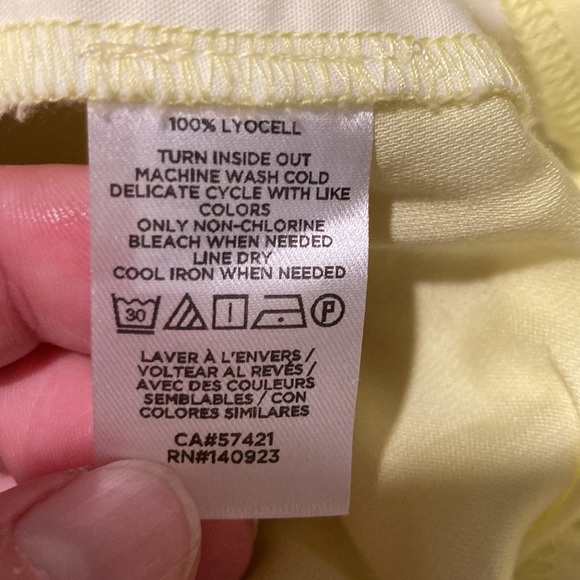 100% LYOCELL
TURN INSIDE OUT
MACHINE WASH COLD
DELICATE CYCLE WITH LIKE
COLORS
ONLY NON-CHLORINE
BLEACH WHEN NEEDED
LINE DRY
COOL IRON WHEN NEEDED
30 P
LAVER À L'ENVERS /
VOLTEAR AL REVÉS /
AVEC DES COULEURS
SEMBLABLES / CON
COLORES SIMILARES
CA#57421
RN#140923